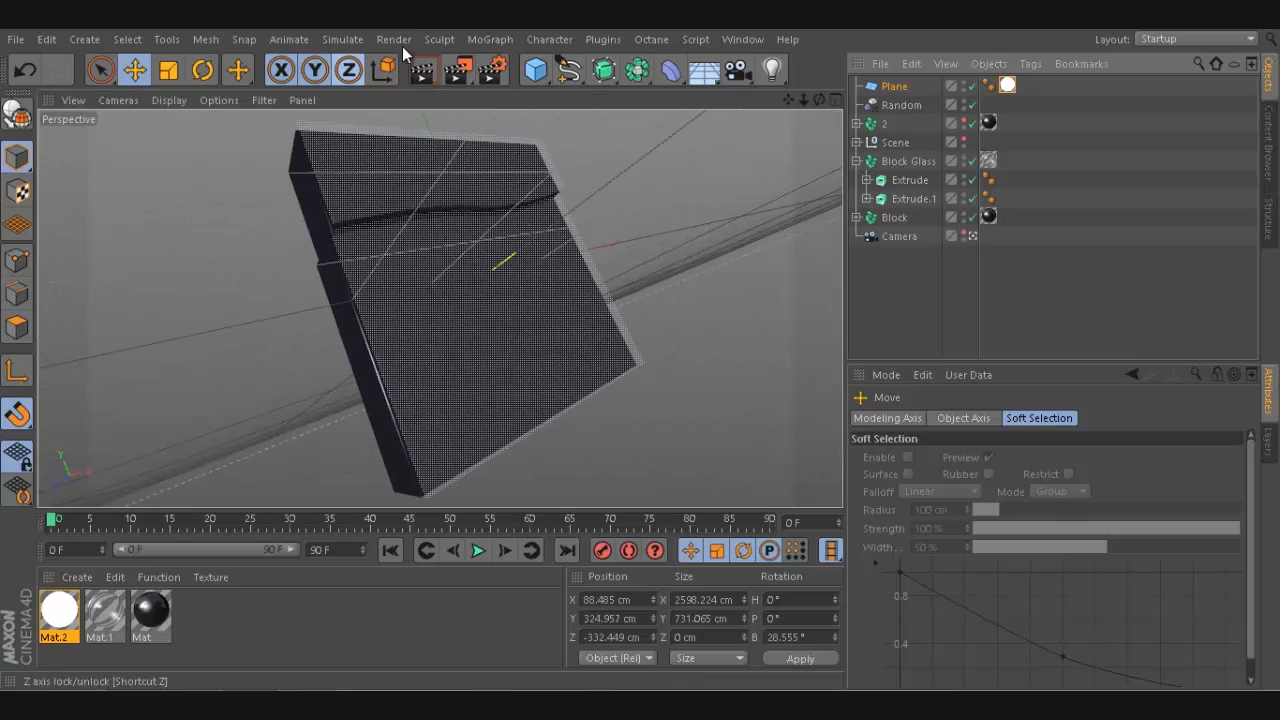 File Edit Create Select Tools Mesh Snap Animate Simulate Render Sculpt MoGraph Character Plugins Octane Script Window Help Layout: Startup
X Y Z
File Edit View Objects Tags Bookmarks
View Cameras Display Options Filter Panel
Perspective
Plane
Random
2
Scene
Block Glass
Extrude
Extrude.1
Block
Camera
Objects
Content Browser
Structure
Mode Edit User Data
Move
Modeling Axis Object Axis Soft Selection
Soft Selection
Enable Preview
Surface Rubber Restrict
Falloff Linear Mode Group
Radius 100 cm
Strength 100 %
Width. . 50 %
0.8
0.4
Attributes
Layers
y
0 5 10 15 20 25 30 35 40 45 50 55 60 65 70 75 80 85 90 0 F
0 F 0 F 90 F 90 F
P
Create Edit Function Texture
Mat.2 Mat.1 Mat
Position Size Rotation
X 88.485 cm X 2598.224 cm H 0 °
Y 324.957 cm Y 731.065 cm P 0 °
Z -332.449 cm Z 0 cm B 28.555 °
Object (Rel) Size Apply
MAXON
CINEMA 4D
Z axis lock/unlock [Shortcut Z]